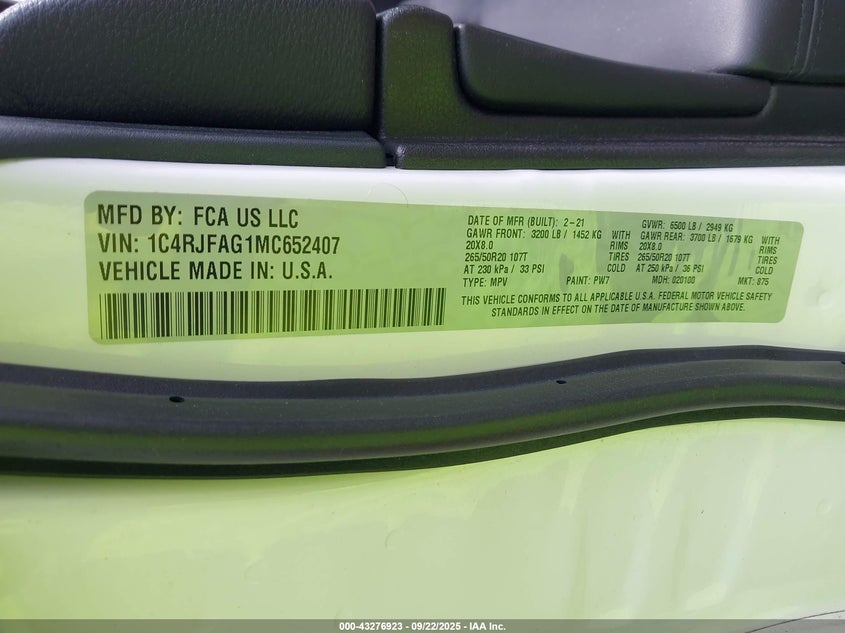 MFD BY: FCA US LLC
VIN: 1C4RJFAG1MC652407
VEHICLE MADE IN: U.S.A.
DATE OF MFR (BUILT): 2-21 GVWR: 6500 LB / 2949 KG
GAWR FRONT: 3200 LB / 1452 KG WITH GAWR REAR: 3700 LB / 1679 KG WITH
20X8.0 RIMS 20X8.0 RIMS
265/50R20 107T TIRES 265/50R20 107T TIRES
AT 230 kPa / 33 PSI COLD AT 250 kPa / 36 PSI COLD
TYPE: MPV PAINT: PW7 MDH: 020100 MKT: 875
THIS VEHICLE CONFORMS TO ALL APPLICABLE U.S.A. FEDERAL MOTOR VEHICLE SAFETY
STANDARDS IN EFFECT ON THE DATE OF MANUFACTURE SHOWN ABOVE.
000-43276923 - 09/22/2025 - IAA Inc.